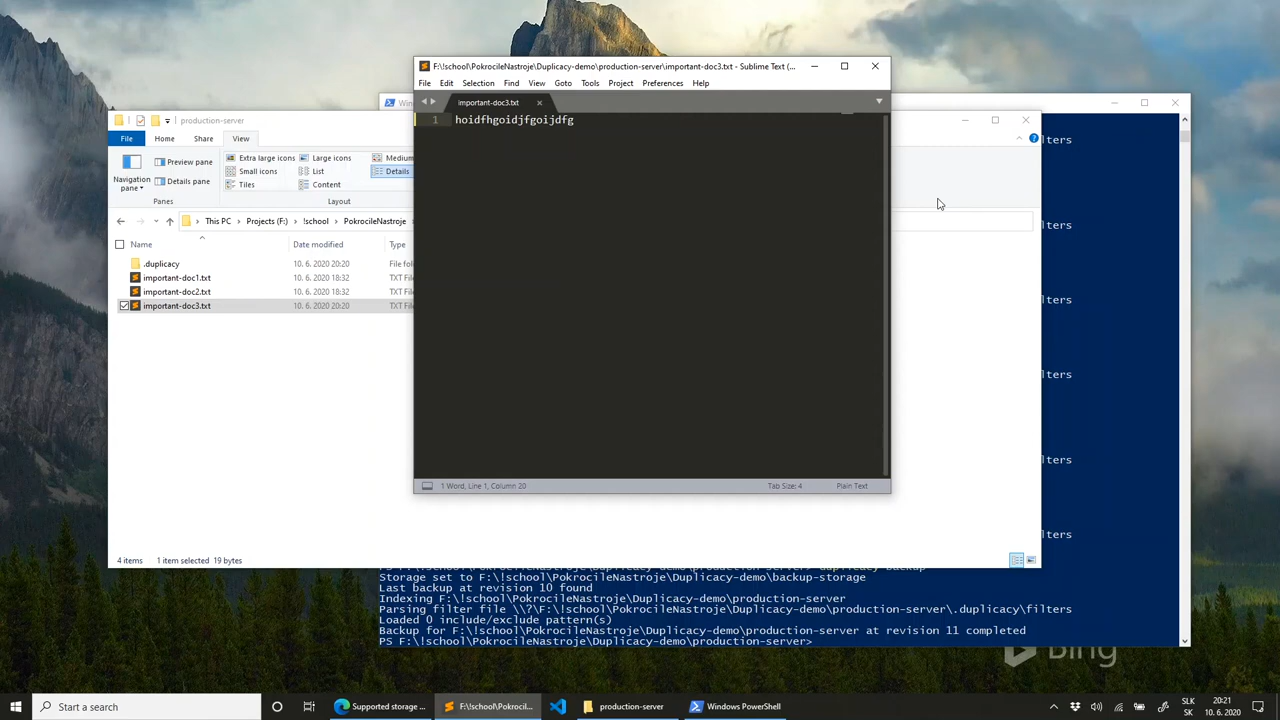 F:\!school\PokrocileNastroje\Duplicacy-demo\production-server\important-doc3.txt - Sublime Text (...
File Edit Selection Find View Goto Tools Project Preferences Help
important-doc3.txt
1 hoidfhgoidjfgoijdfg
1 Word, Line 1, Column 20
Tab Size: 4
Plain Text
production-server
File Home Share View
Navigation pane
Preview pane
Details pane
Panes
Extra large icons
Large icons
Medium
Small icons
List
Details
Tiles
Content
Layout
This PC
Projects (F:)
!school
PokrocileNastroje
Name Date modified Type
.duplicacy 10. 6. 2020 20:20 File fol
important-doc1.txt 10. 6. 2020 18:32 TXT File
important-doc2.txt 10. 6. 2020 18:32 TXT File
important-doc3.txt 10. 6. 2020 20:20 TXT File
4 items 1 item selected 19 bytes
lters
lters
lters
lters
lters
lters
PS F:\!school\PokrocileNastroje\Duplicacy-demo\production-server> duplicacy backup
Storage set to F:\!school\PokrocileNastroje\Duplicacy-demo\backup-storage
Last backup at revision 10 found
Indexing F:\!school\PokrocileNastroje\Duplicacy-demo\production-server
Parsing filter file \\?\F:\!school\PokrocileNastroje\Duplicacy-demo\production-server\.duplicacy\filters
Loaded 0 include/exclude pattern(s)
Backup for F:\!school\PokrocileNastroje\Duplicacy-demo\production-server at revision 11 completed
PS F:\!school\PokrocileNastroje\Duplicacy-demo\production-server>
Bing
Start a search
Supported storage ...
F:\!school\Pokrocil...
production-server
Windows PowerShell
SLK
SK
20:21
10. 6. 2020